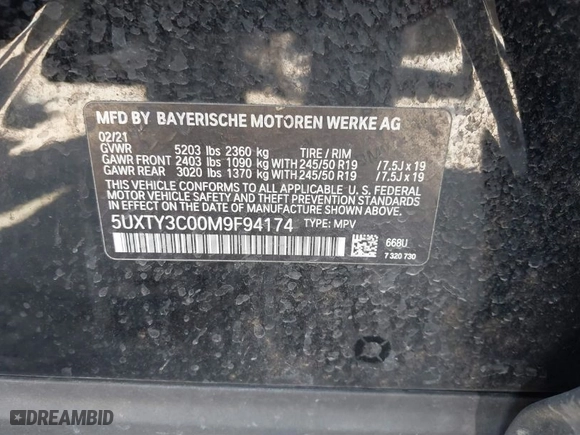 MFD BY BAYERISCHE MOTOREN WERKE AG
02/21
GVWR 5203 lbs 2360 kg TIRE / RIM
GAWR FRONT 2403 lbs 1090 kg WITH 245/50 R19 / 7.5J x 19
GAWR REAR 3020 lbs 1370 kg WITH 245/50 R19 / 7.5J x 19
THIS VEHICLE CONFORMS TO ALL APPLICABLE U. S. FEDERAL
MOTOR VEHICLE SAFETY, AND THEFT PREVENTION STANDARDS
IN EFFECT ON THE DATE OF MANUFACTURE SHOWN ABOVE.
5UXTY3C00M9F94174 TYPE: MPV
668U
7 320 730
DREAMBID